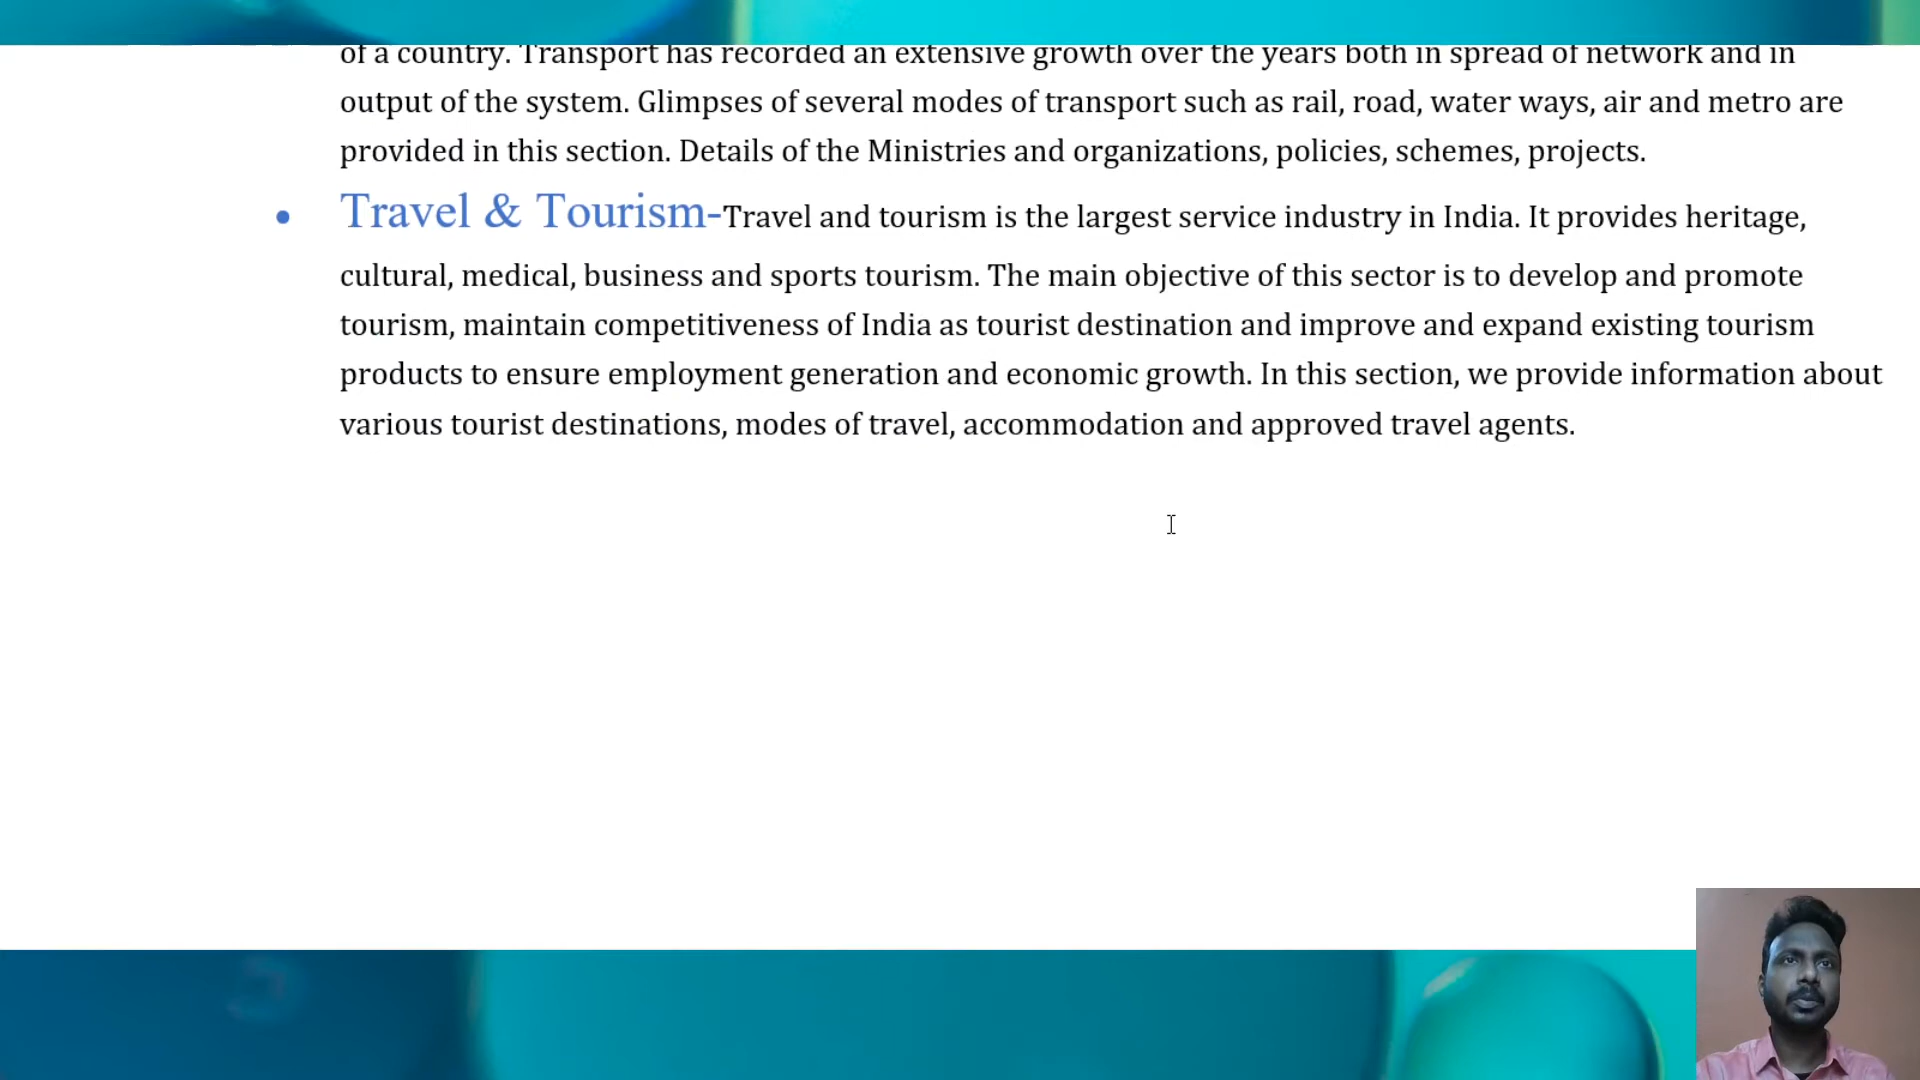 of a country. Transport has recorded an extensive growth over the years both in spread of network and in
output of the system. Glimpses of several modes of transport such as rail, road, water ways, air and metro are
provided in this section. Details of the Ministries and organizations, policies, schemes, projects.
• Travel & Tourism-Travel and tourism is the largest service industry in India. It provides heritage,
cultural, medical, business and sports tourism. The main objective of this sector is to develop and promote
tourism, maintain competitiveness of India as tourist destination and improve and expand existing tourism
products to ensure employment generation and economic growth. In this section, we provide information about
various tourist destinations, modes of travel, accommodation and approved travel agents.